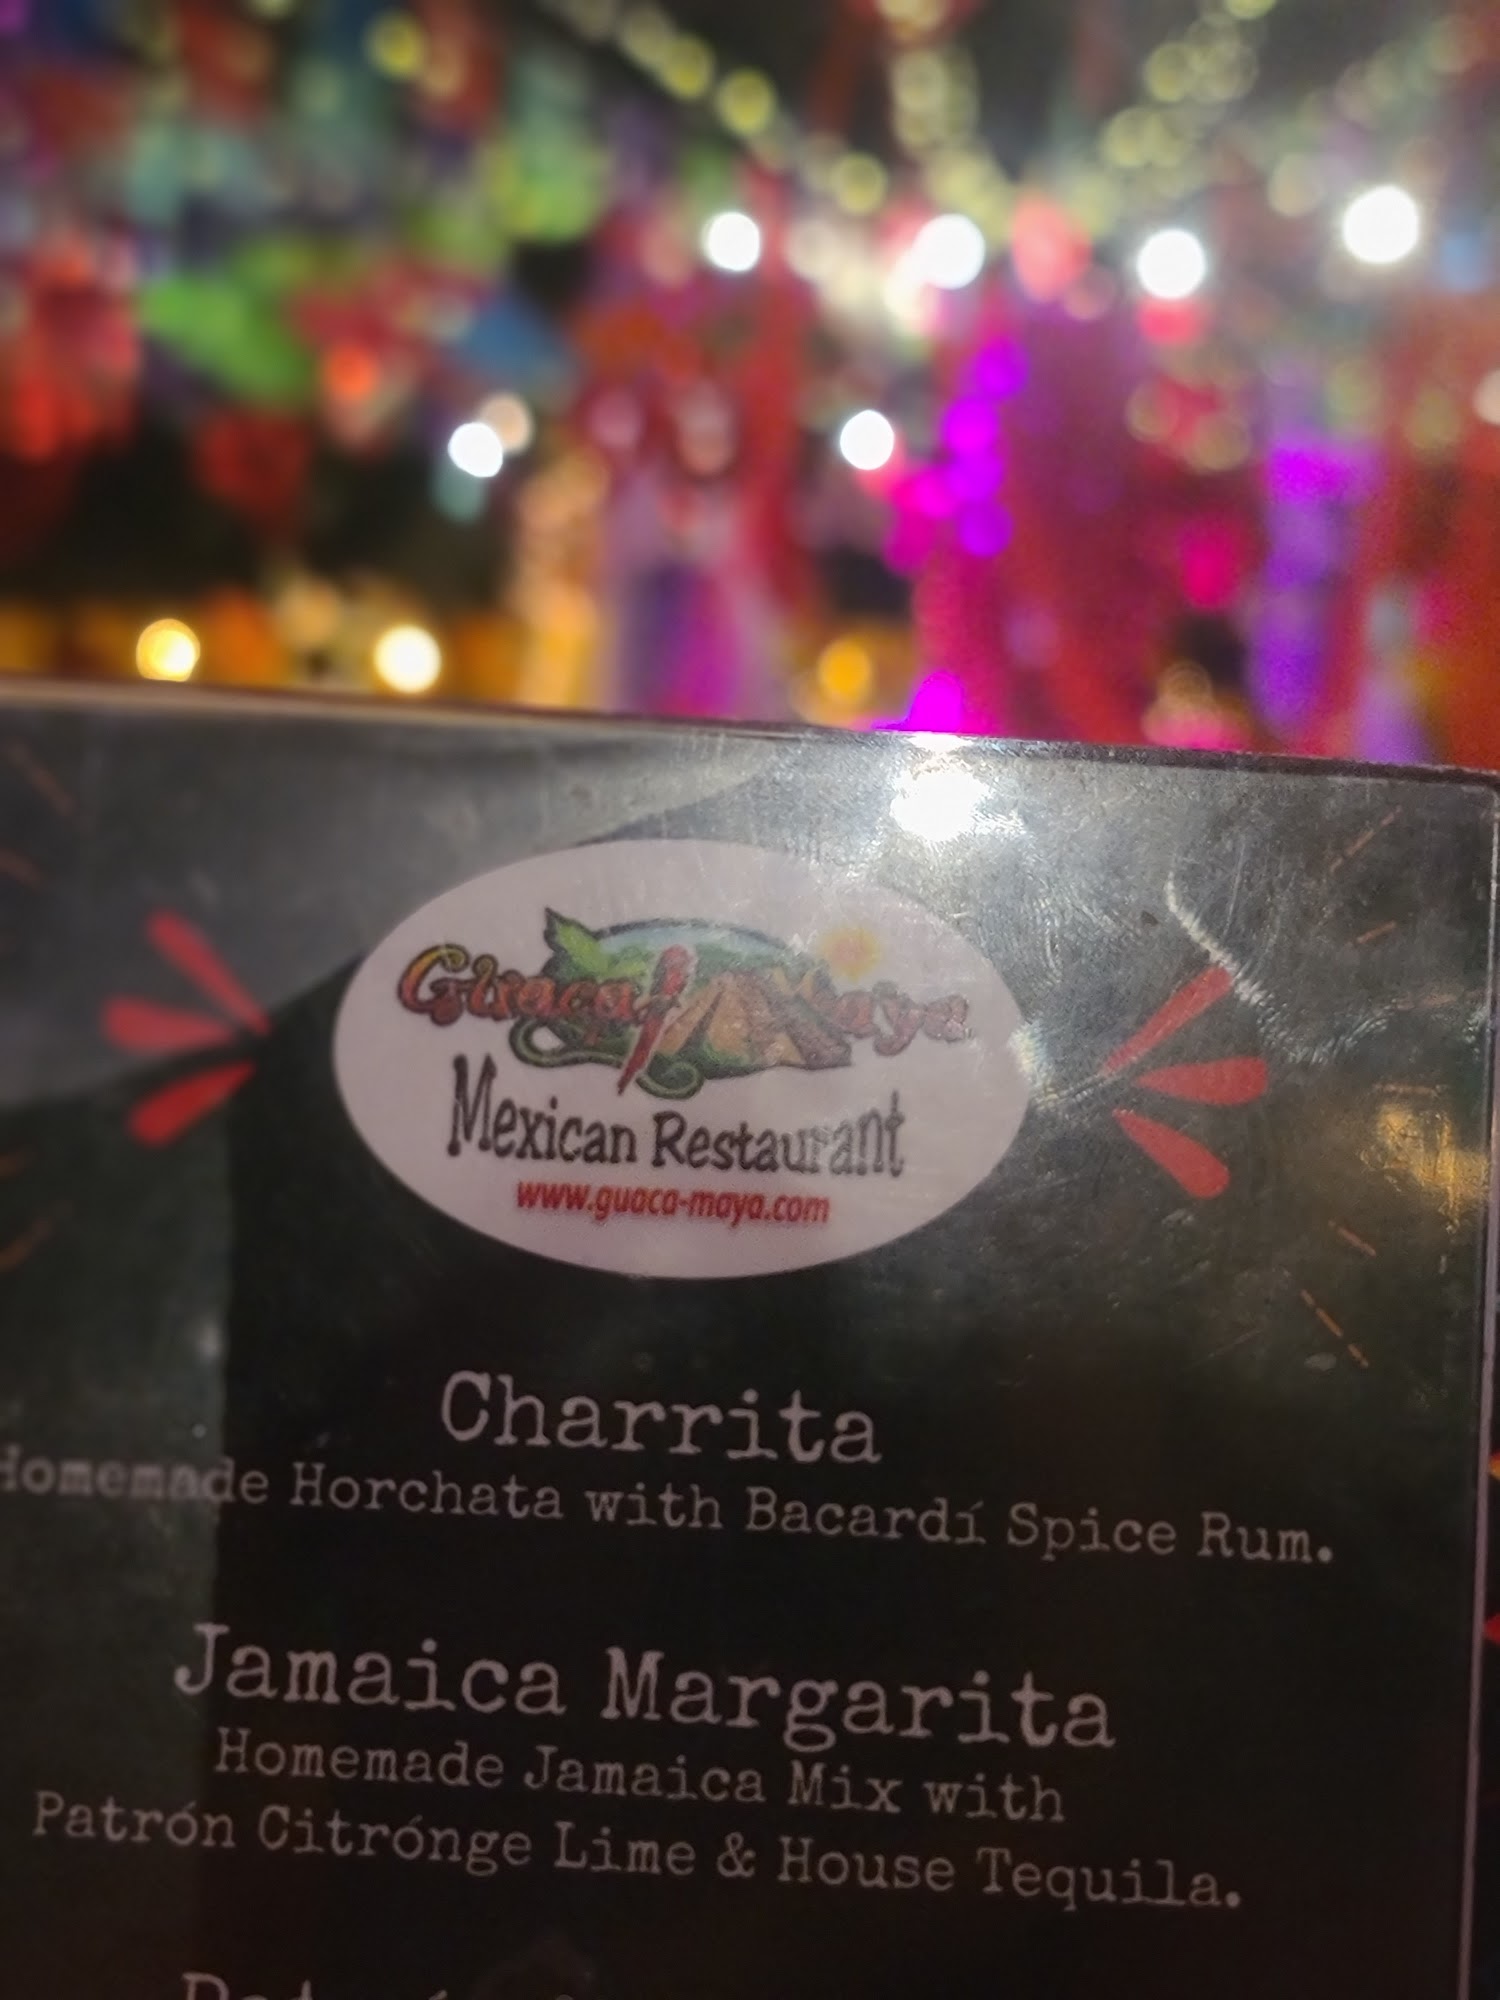 Guaca Maya
Mexican Restaurant
www.guaca-maya.com
Charrita
Homemade Horchata with Bacardí Spice Rum.
Jamaica Margarita
Homemade Jamaica Mix with
Patrón Citrónge Lime & House Tequila.